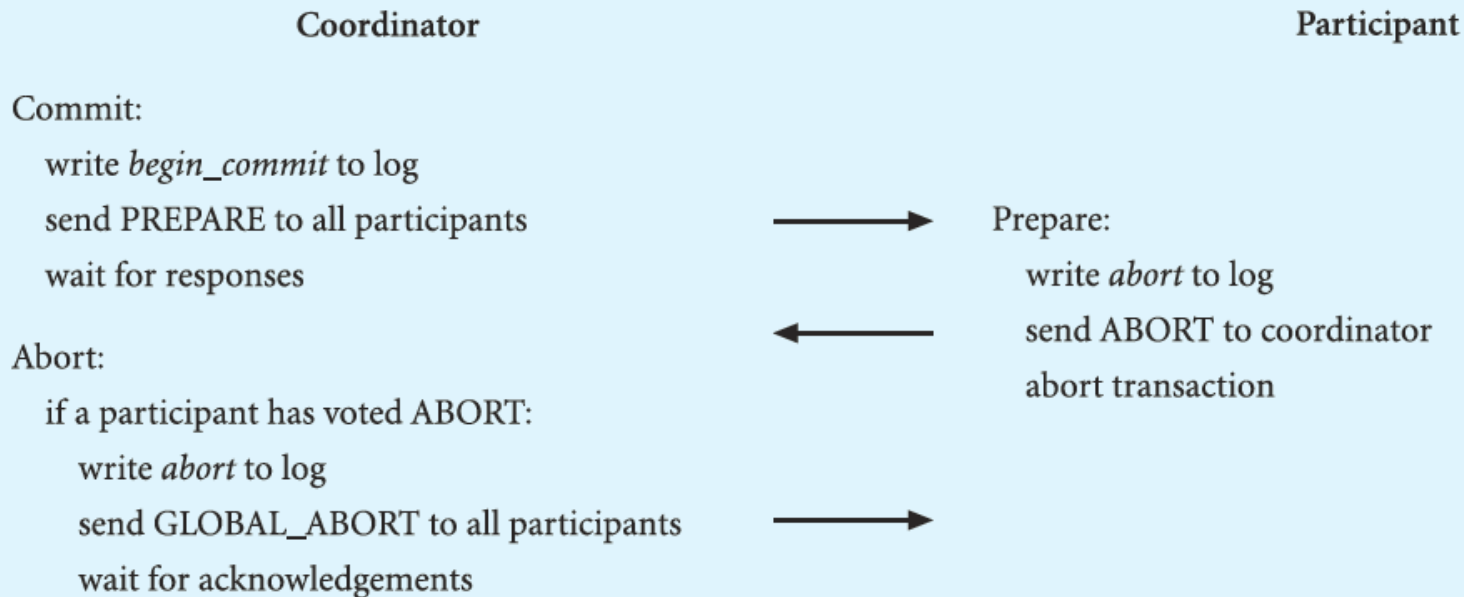 Coordinator
Participant
Commit:
write begin_commit to log
send PREPARE to all participants
Prepare:
wait for responses
write abort to log
send ABORT to coordinator
Abort:
abort transaction
if a participant has voted ABORT:
write abort to log
send GLOBAL_ABORT to all participants
wait for acknowledgements